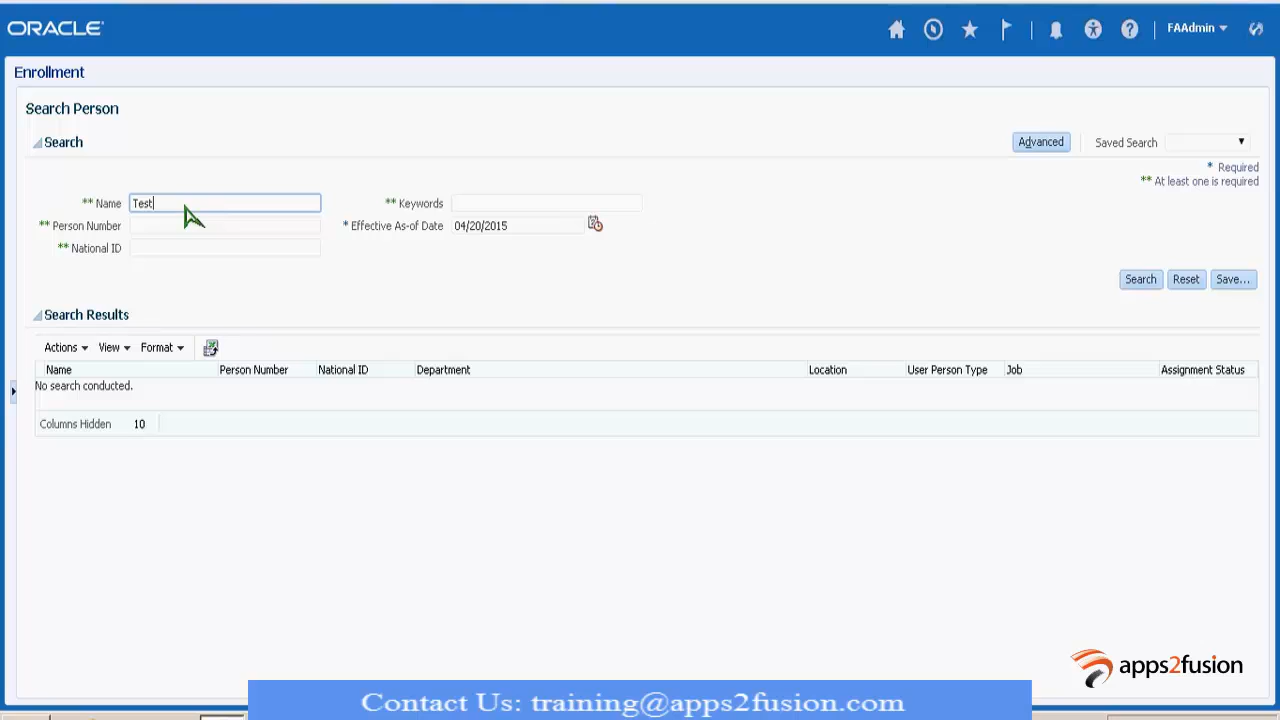 ORACLE
FAAdmin
Enrollment
Search Person
Search
Advanced Saved Search
* Required
** At least one is required
** Name Test ** Keywords
** Person Number * Effective As-of Date 04/20/2015
** National ID
Search Reset Save...
Search Results
Actions View Format
Name Person Number National ID Department Location User Person Type Job Assignment Status
No search conducted.
Columns Hidden 10
apps2fusion
Contact Us: training@apps2fusion.com